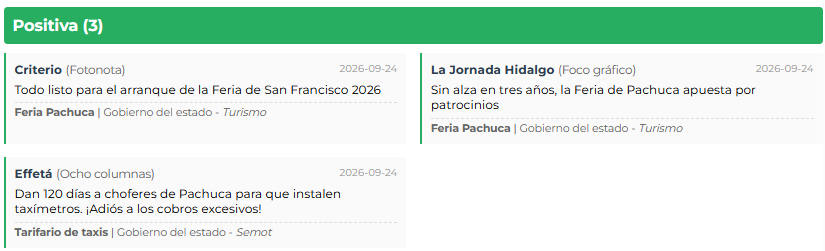 Positiva (3)
Criterio (Fotonota) 2026-09-24
Todo listo para el arranque de la Feria de San Francisco 2026
Feria Pachuca | Gobierno del estado - Turismo
La Jornada Hidalgo (Foco gráfico) 2026-09-24
Sin alza en tres años, la Feria de Pachuca apuesta por
patrocinios
Feria Pachuca | Gobierno del estado - Turismo
Effetá (Ocho columnas) 2026-09-24
Dan 120 días a choferes de Pachuca para que instalen
taxímetros. ¡Adiós a los cobros excesivos!
Tarifario de taxis | Gobierno del estado - Semot